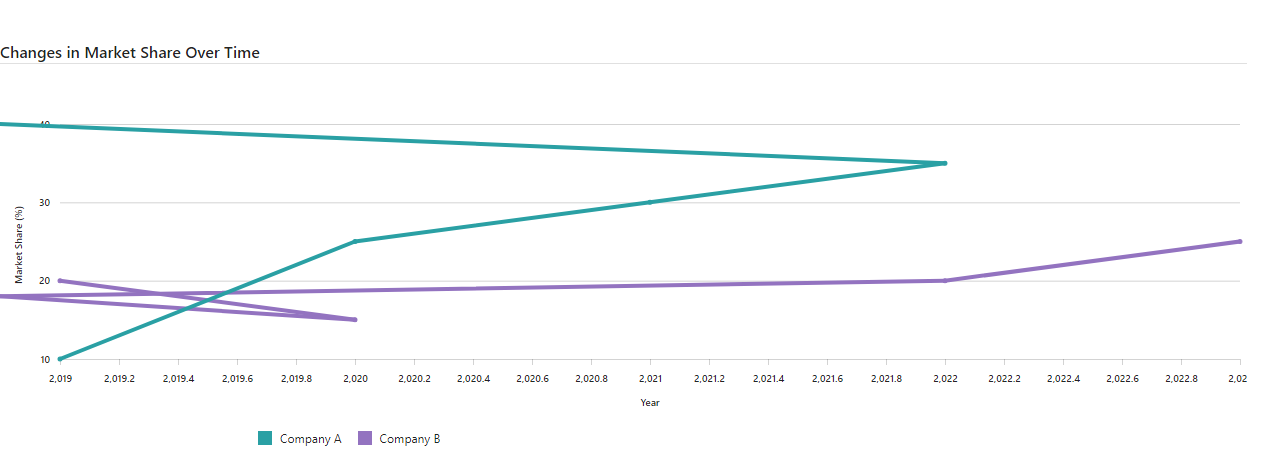 Changes in Market Share Over Time
40
30
20
10
Market Share (%)
2,019 2,019.2 2,019.4 2,019.6 2,019.8 2,020 2,020.2 2,020.4 2,020.6 2,020.8 2,021 2,021.2 2,021.4 2,021.6 2,021.8 2,022 2,022.2 2,022.4 2,022.6 2,022.8 2,02
Year
Company A Company B